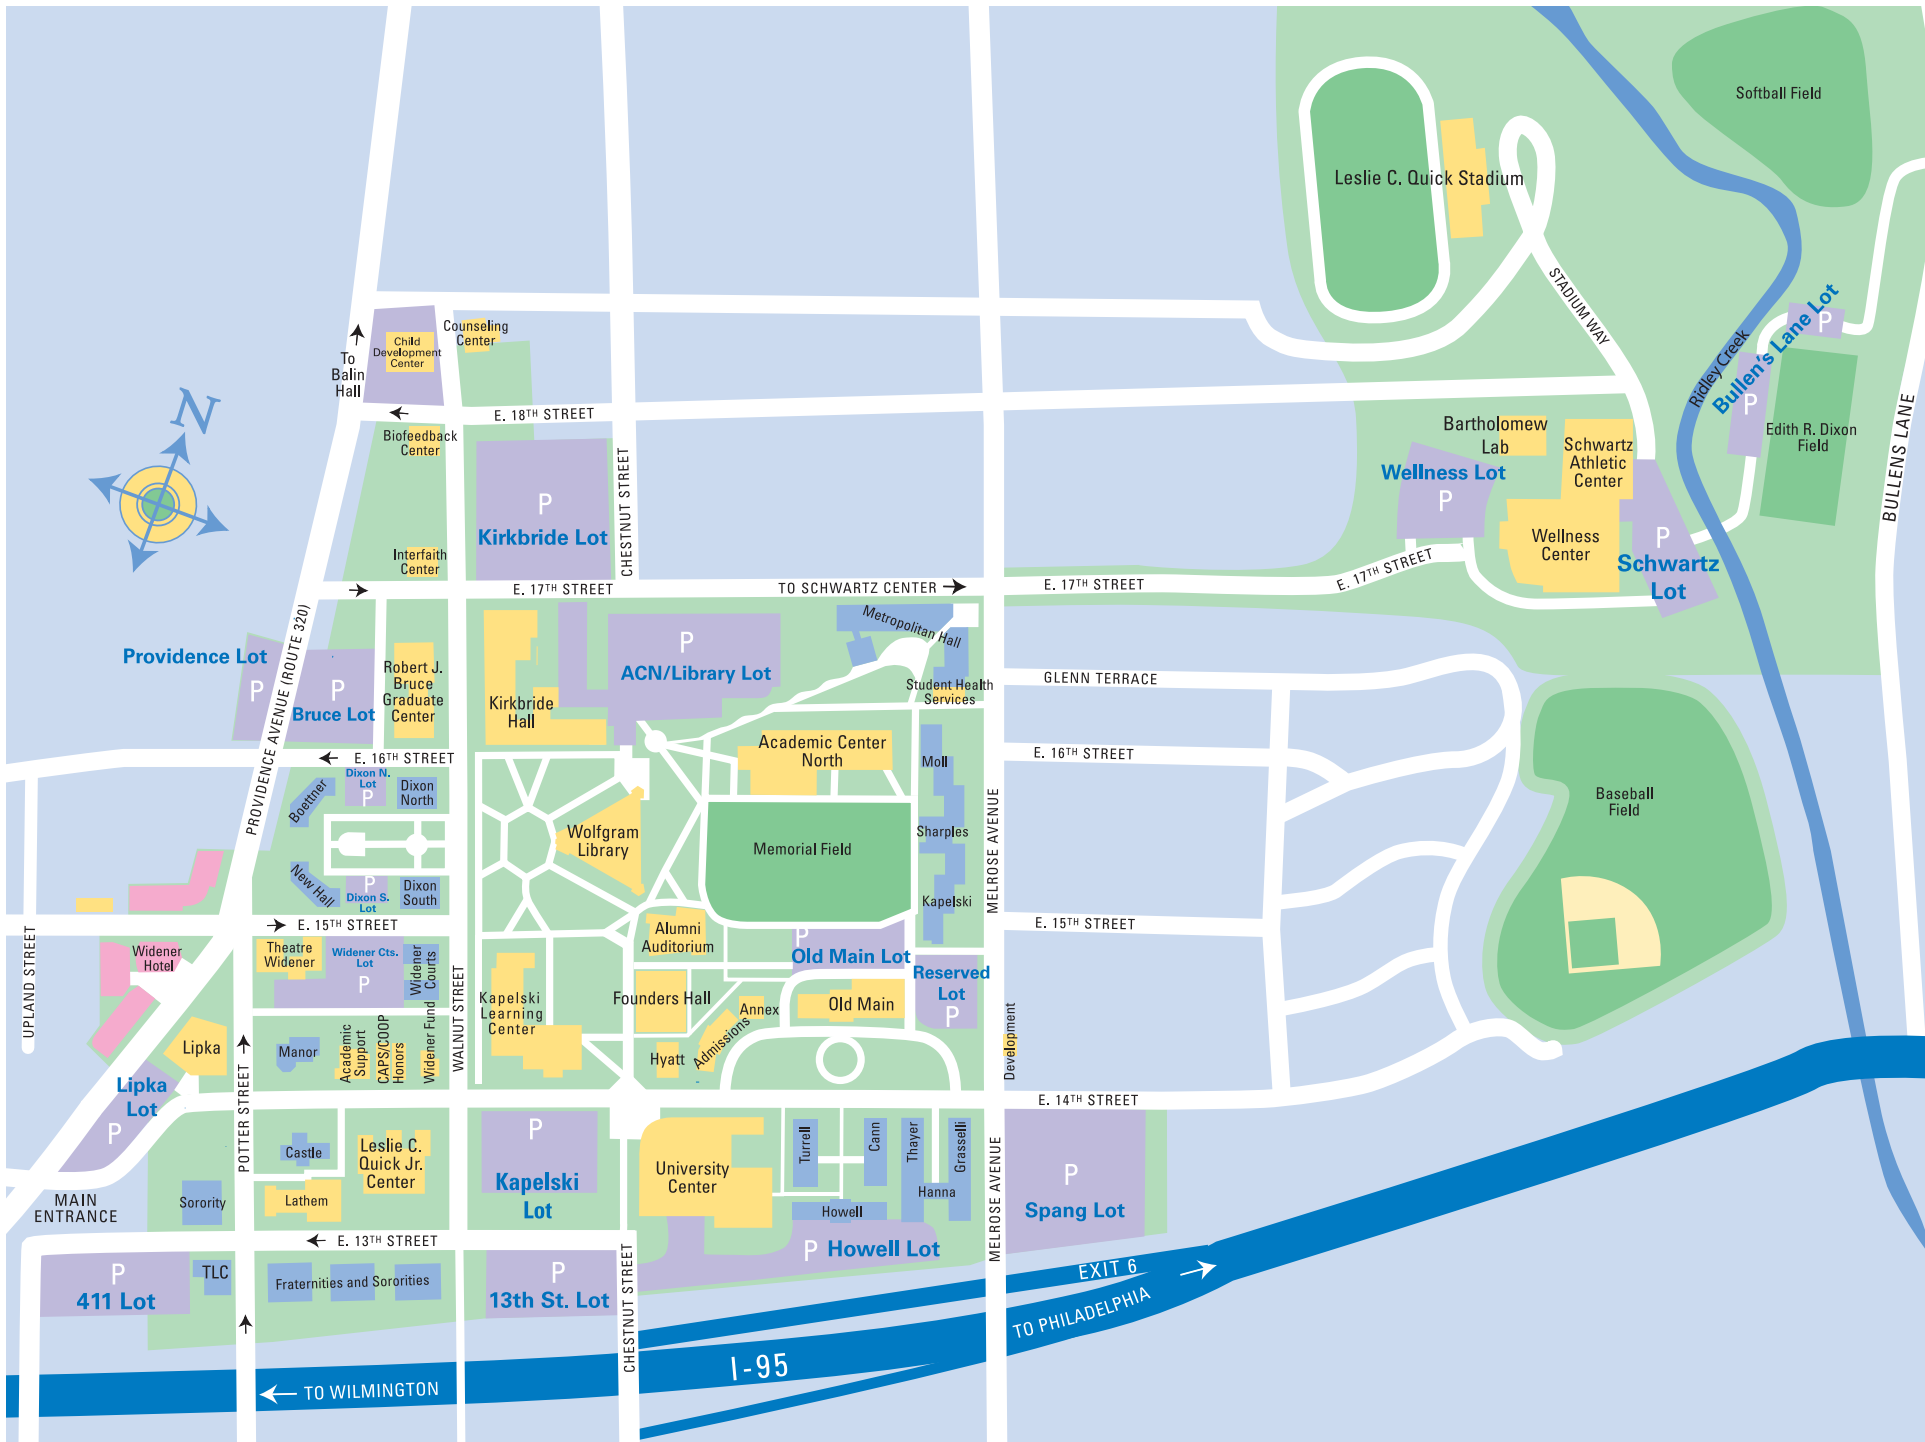 Softball Field
Leslie C. Quick Stadium
STADIUM WAY
Bullen's Lane Lot
P
P
Ridley Creek
Edith R. Dixon
Field
BULLENS LANE
Counseling
Center
Child
Development
Center
To
Balin
Hall
N
E. 18TH STREET
Biofeedback
Center
CHESTNUT STREET
P
Kirkbride Lot
Interfaith
Center
Bartholomew
Lab
Schwartz
Athletic
Center
Wellness Lot
P
Wellness
Center
P
Schwartz
Lot
E. 17TH STREET
TO SCHWARTZ CENTER
E. 17TH STREET
E. 17TH STREET
Metropolitan Hall
Providence Lot
P
PROVIDENCE AVENUE (ROUTE 320)
P
Bruce Lot
Robert J.
Bruce
Graduate
Center
Kirkbride
Hall
P
ACN/Library Lot
Student Health
Services
GLENN TERRACE
E. 16TH STREET
Academic Center
North
Moll
E. 16TH STREET
Dixon N.
Lot
P
Boettner
Dixon
North
Wolfgram
Library
Memorial Field
Sharples
MELROSE AVENUE
Baseball
Field
New Hall
P
Dixon S.
Lot
Dixon
South
Kapelski
E. 15TH STREET
E. 15TH STREET
UPLAND STREET
Widener
Hotel
Theatre
Widener
Widener Cts.
Lot
P
Widener
Courts
WALNUT STREET
Alumni
Auditorium
P
Old Main Lot
Reserved
Lot
P
Kapelski
Learning
Center
Founders Hall
Annex
Old Main
Admissions
Hyatt
Development
Lipka
Manor
Academic
Support
CAPS/COOP
Honors
Widener Fund
Lipka
Lot
P
POTTER STREET
E. 14TH STREET
Castle
Leslie C.
Quick Jr.
Center
P
Kapelski
Lot
University
Center
Turrell
Cann
Thayer
Grasselli
Hanna
Howell
MELROSE AVENUE
P
Spang Lot
MAIN
ENTRANCE
Sorority
Lathem
E. 13TH STREET
P
Howell Lot
P
411 Lot
TLC
Fraternities and Sororities
P
13th St. Lot
CHESTNUT STREET
EXIT 6
TO PHILADELPHIA
I-95
TO WILMINGTON